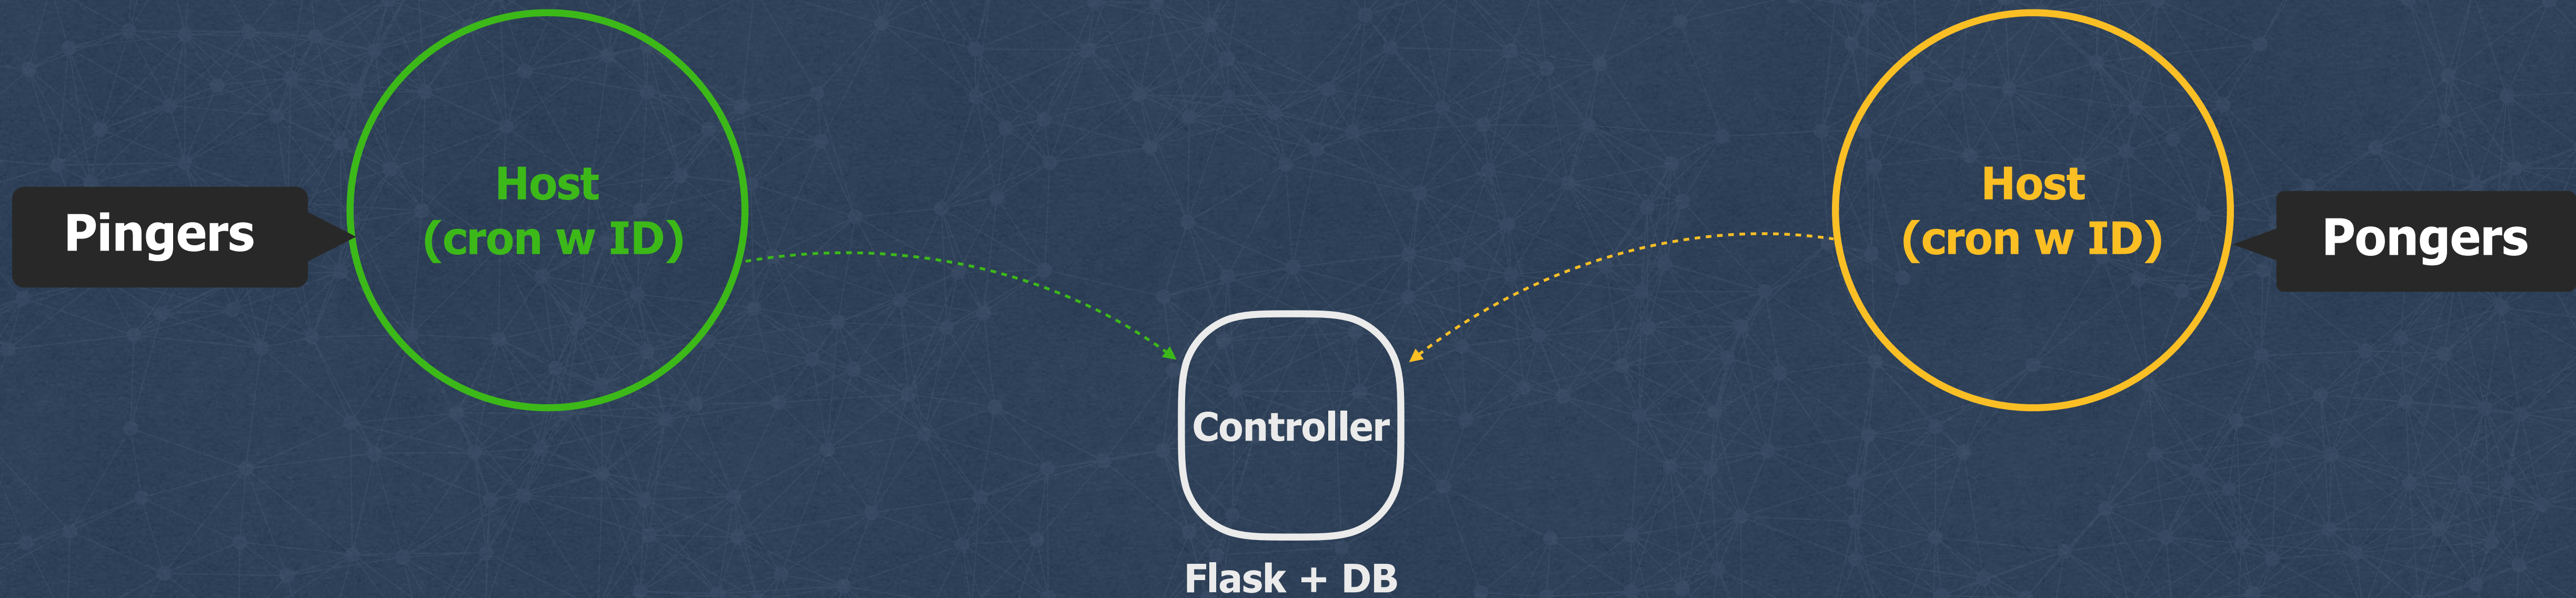 Pingers
Host
(cron w ID)
Host
(cron w ID)
Pongers
Controller
Flask + DB